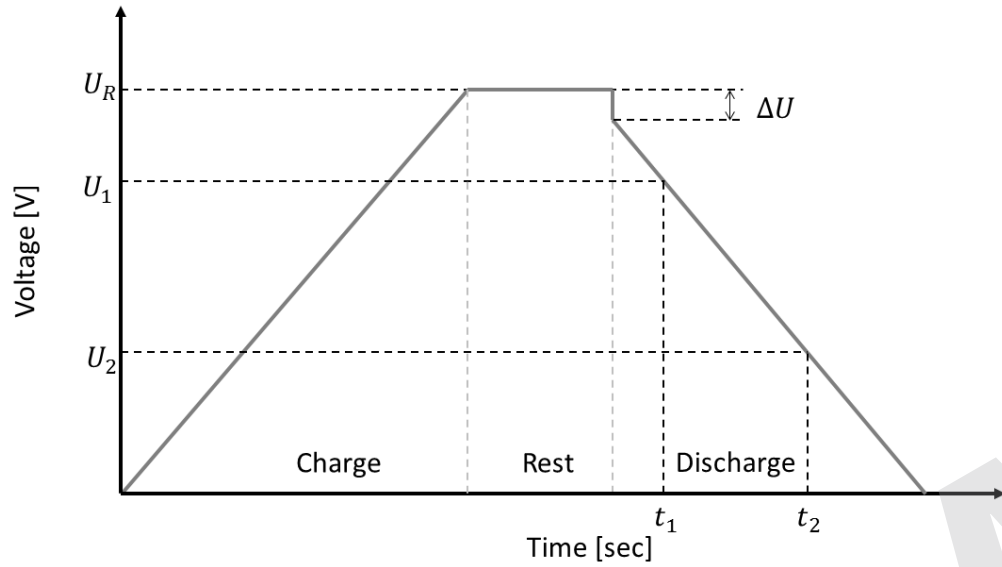 U_R
ΔU
U_1
Voltage [V]
U_2
Charge
Rest
Discharge
t_1
t_2
Time [sec]